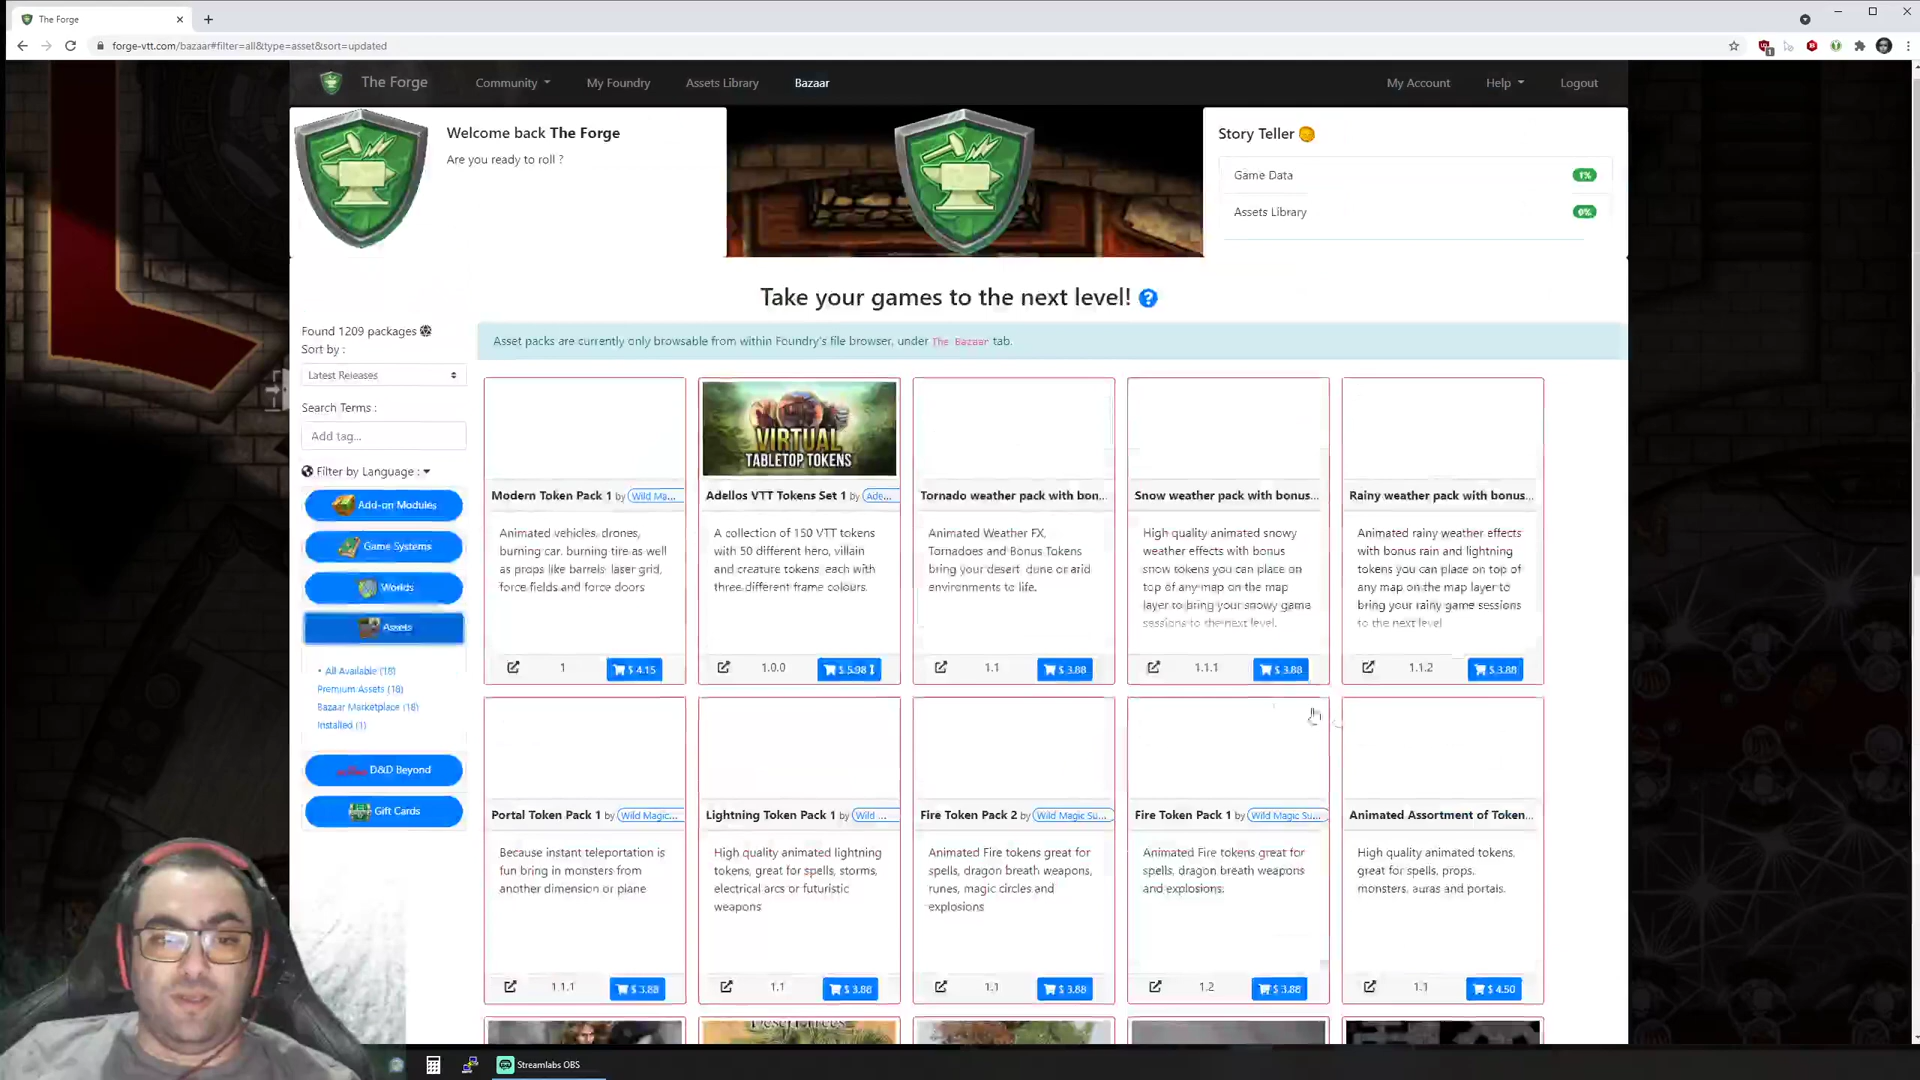 The Forge
forge-vtt.com/bazaar#filter=all&type=asset&sort=updated
The Forge
Community
My Foundry
Assets Library
Bazaar
My Account
Help
Logout
Welcome back The Forge
Are you ready to roll ?
Story Teller
Game Data 1%
Assets Library 0%
Take your games to the next level!
Found 1209 packages
Sort by :
Latest Releases
Search Terms :
Add tag...
Filter by Language :
Add-on Modules
Game Systems
Worlds
Assets
• All Available (18)
Premium Assets (18)
Bazaar Marketplace (18)
Installed (1)
D&D Beyond
Gift Cards
Asset packs are currently only browsable from within Foundry's file browser, under The Bazaar tab.
Modern Token Pack 1 by Wild Ma...
Animated vehicles, drones,
burning car, burning tire as well
as props like barrels, laser grid,
force fields and force doors
1 $ 4.15
VIRTUAL
TABLETOP TOKENS
Adellos VTT Tokens Set 1 by Ade...
A collection of 150 VTT tokens
with 50 different hero, villain
and creature tokens, each with
three different frame colours.
1.0.0 $ 5.98
Tornado weather pack with bon...
Animated Weather FX,
Tornadoes and Bonus Tokens
bring your desert, dune or arid
environments to life.
1.1 $ 3.88
Snow weather pack with bonus...
High quality animated snowy
weather effects with bonus
snow tokens you can place on
top of any map on the map
layer to bring your snowy game
sessions to the next level.
1.1.1 $ 3.88
Rainy weather pack with bonus...
Animated rainy weather effects
with bonus rain and lightning
tokens you can place on top of
any map on the map layer to
bring your rainy game sessions
to the next level
1.1.2 $ 3.88
Portal Token Pack 1 by Wild Magic...
Because instant teleportation is
fun bring in monsters from
another dimension or plane
1.1.1 $ 3.88
Lightning Token Pack 1 by Wild ...
High quality animated lightning
tokens, great for spells, storms,
electrical arcs or futuristic
weapons
1.1 $ 3.88
Fire Token Pack 2 by Wild Magic Su...
Animated Fire tokens great for
spells, dragon breath weapons,
runes, magic circles and
explosions
1.1 $ 3.88
Fire Token Pack 1 by Wild Magic Su...
Animated Fire tokens great for
spells, dragon breath weapons
and explosions.
1.2 $ 3.88
Animated Assortment of Token...
High quality animated tokens,
great for spells, props,
monsters, auras and portals.
1.1 $ 4.50
Streamlabs OBS